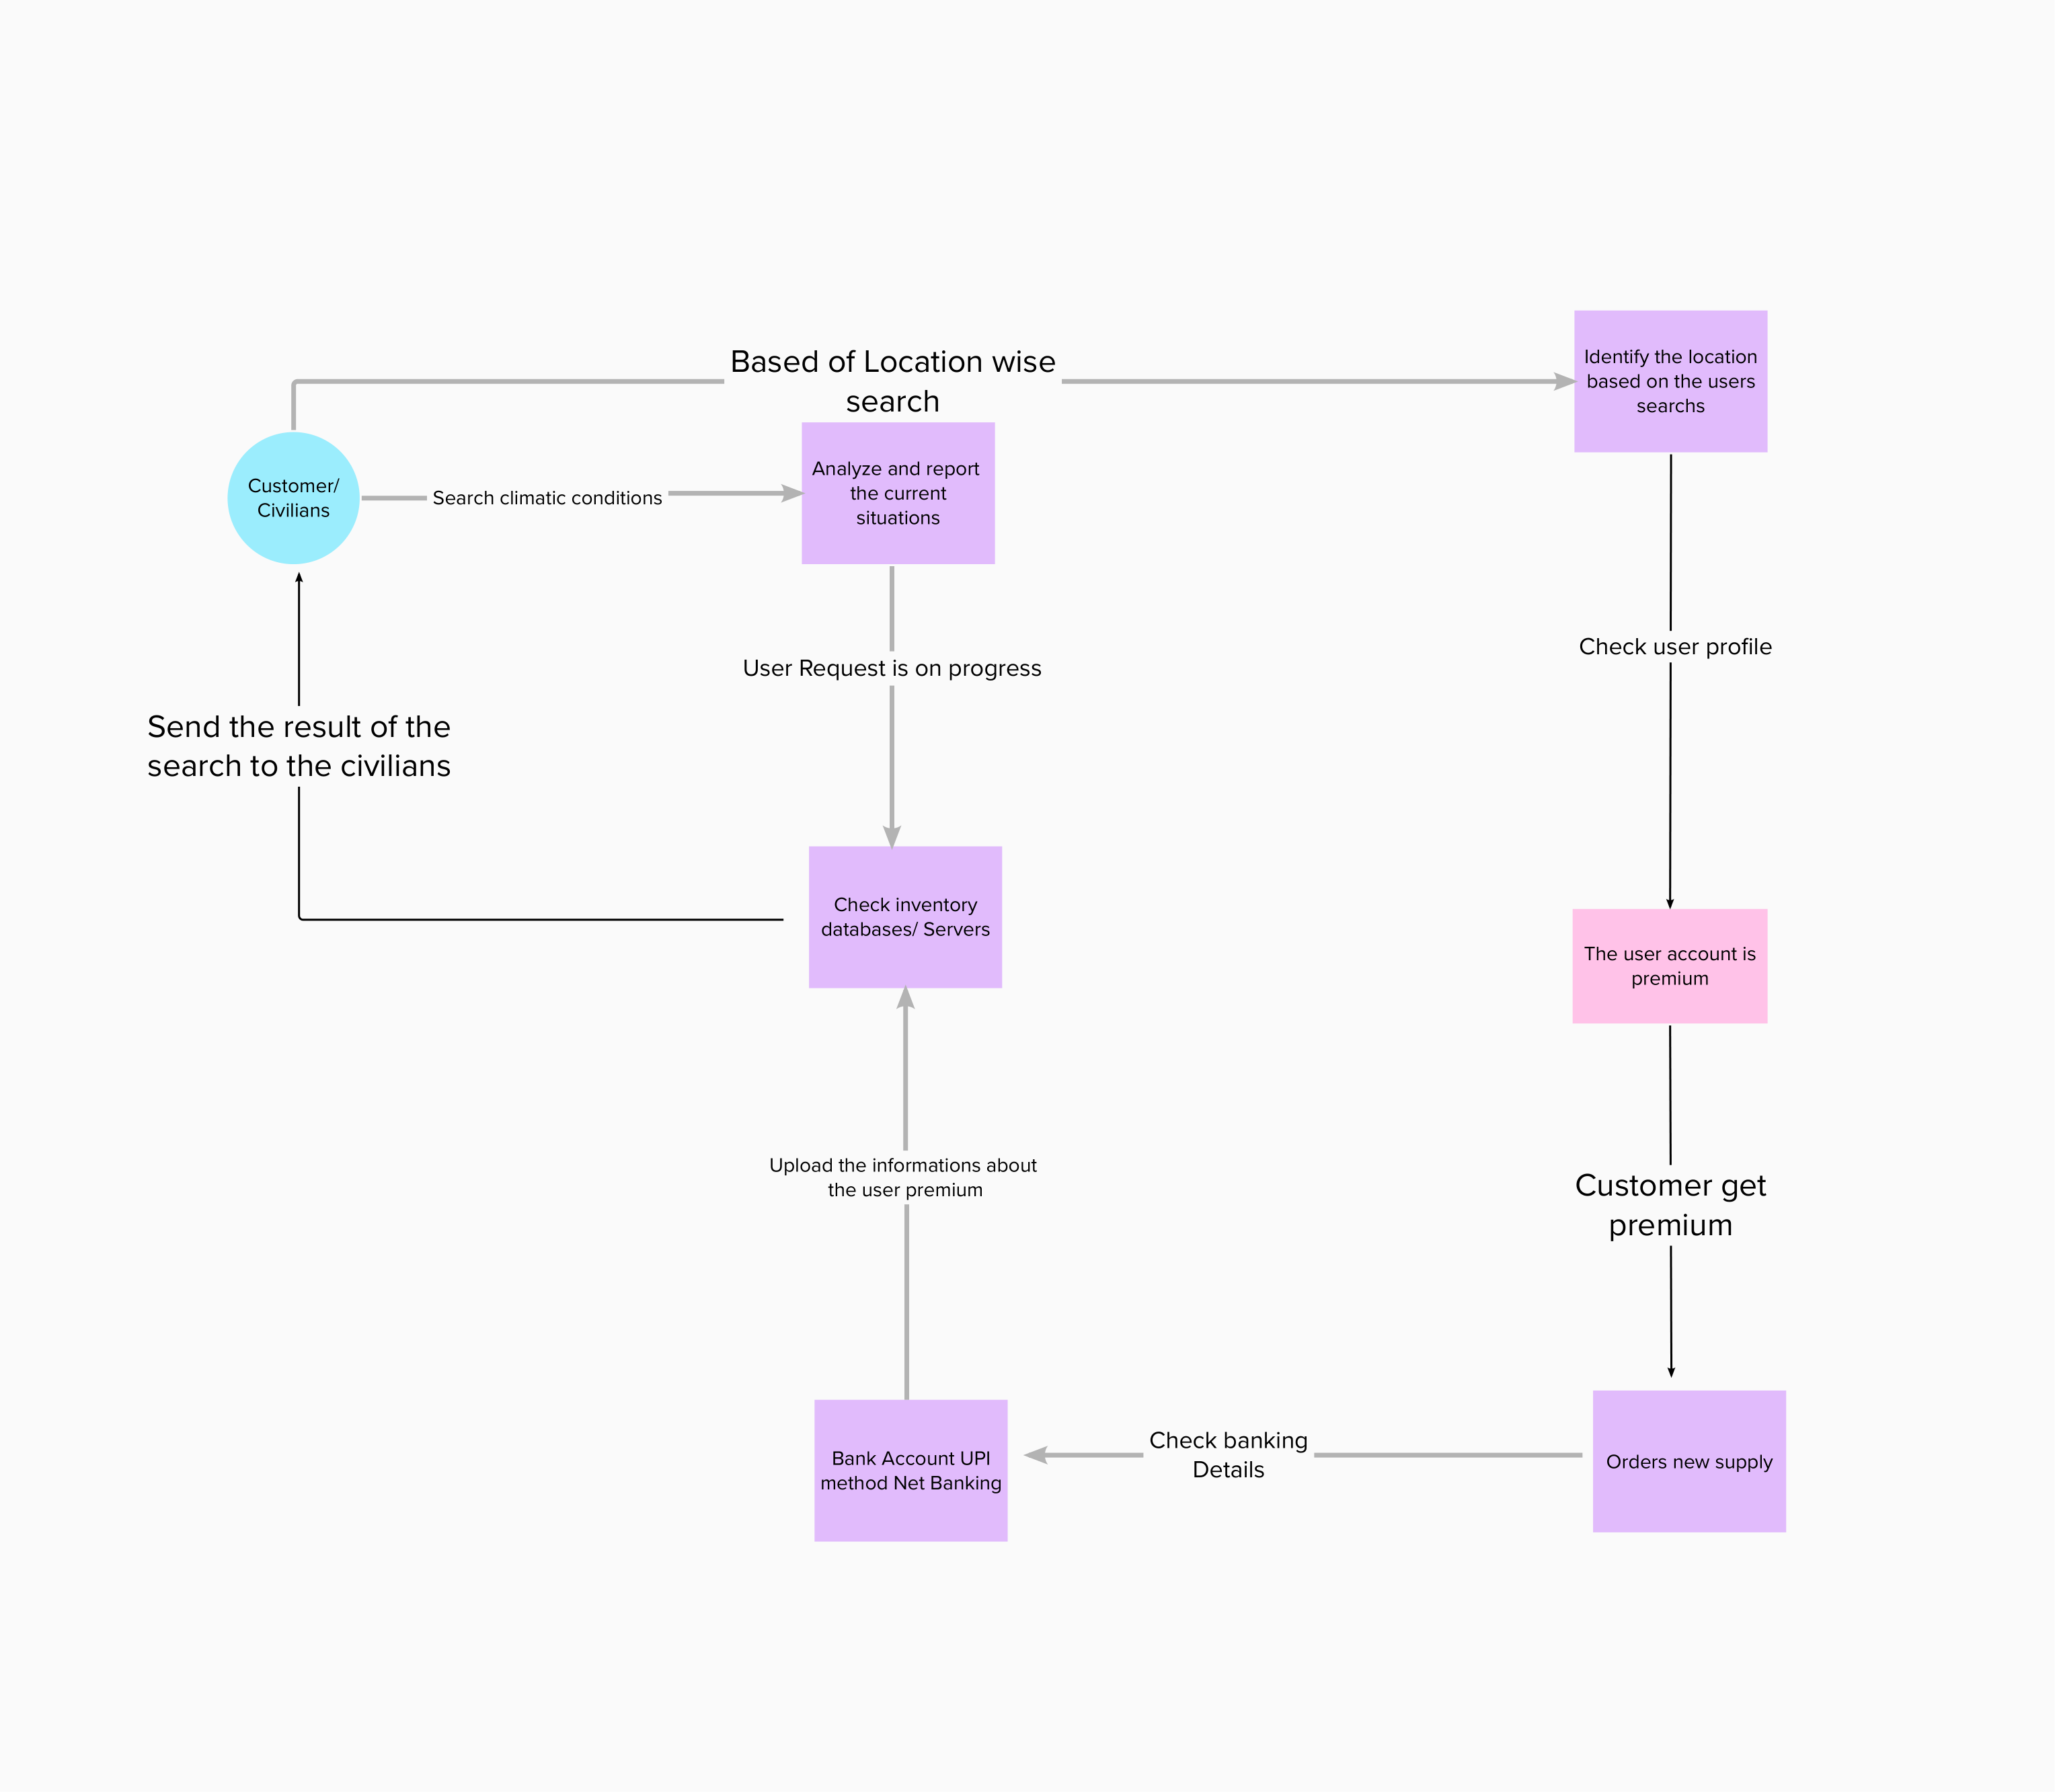 Based of Location wise
search
Identify the location
based on the users
searchs
Customer/
Civilians
Search climatic conditions
Analyze and report
the current
situations
User Request is on progress
Check user profile
Send the result of the
search to the civilians
Check inventory
databases/ Servers
The user account is
premium
Upload the informations about
the user premium
Customer get
premium
Bank Account UPI
method Net Banking
Check banking
Details
Orders new supply